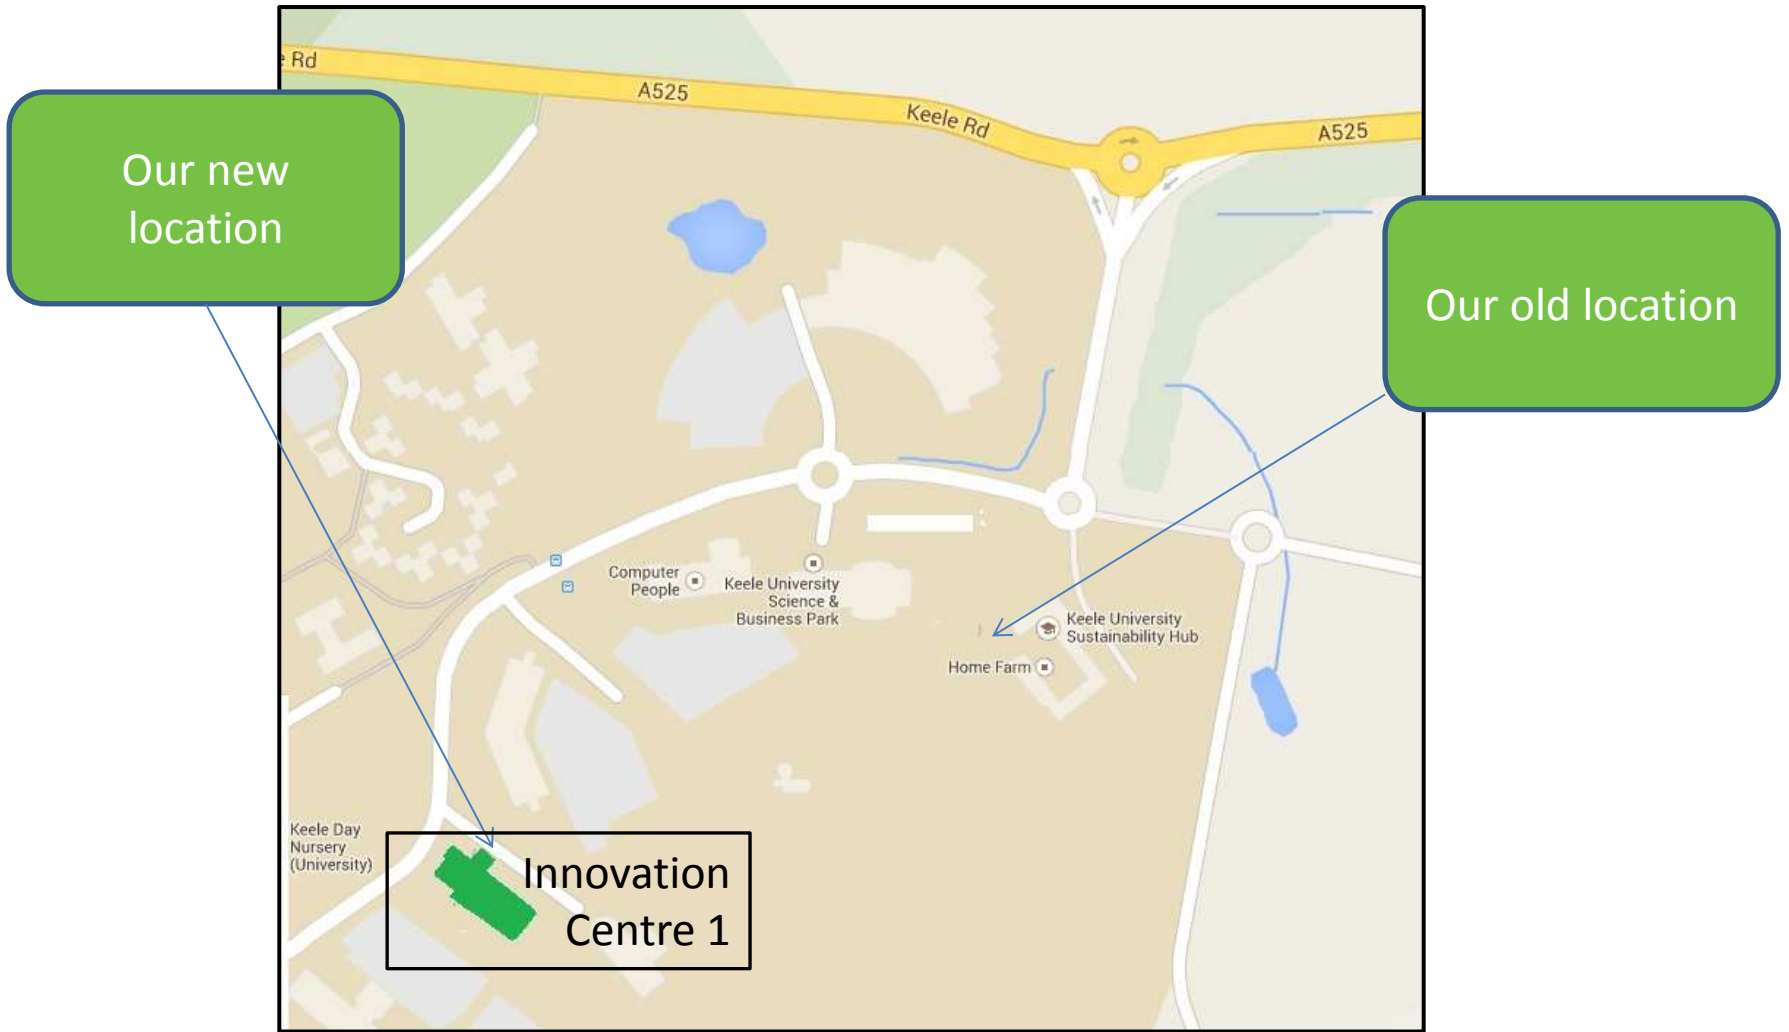 e Rd
A525
Keele Rd
A525
Our new
location
Our old location
Computer
People
Keele University
Science &
Business Park
Keele University
Sustainability Hub
Home Farm
Keele Day
Nursery
(University)
Innovation
Centre 1